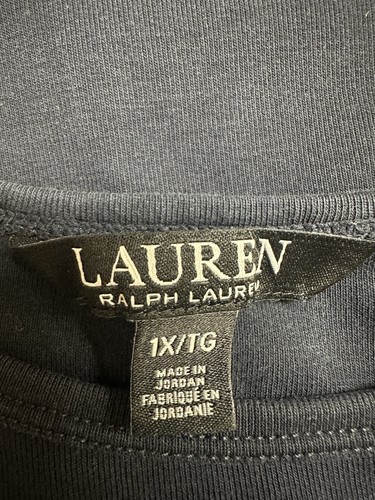 LAUREN
RALPH LAUREN
1X/TG
MADE IN
JORDAN
FABRIQUÉ EN
JORDANIE